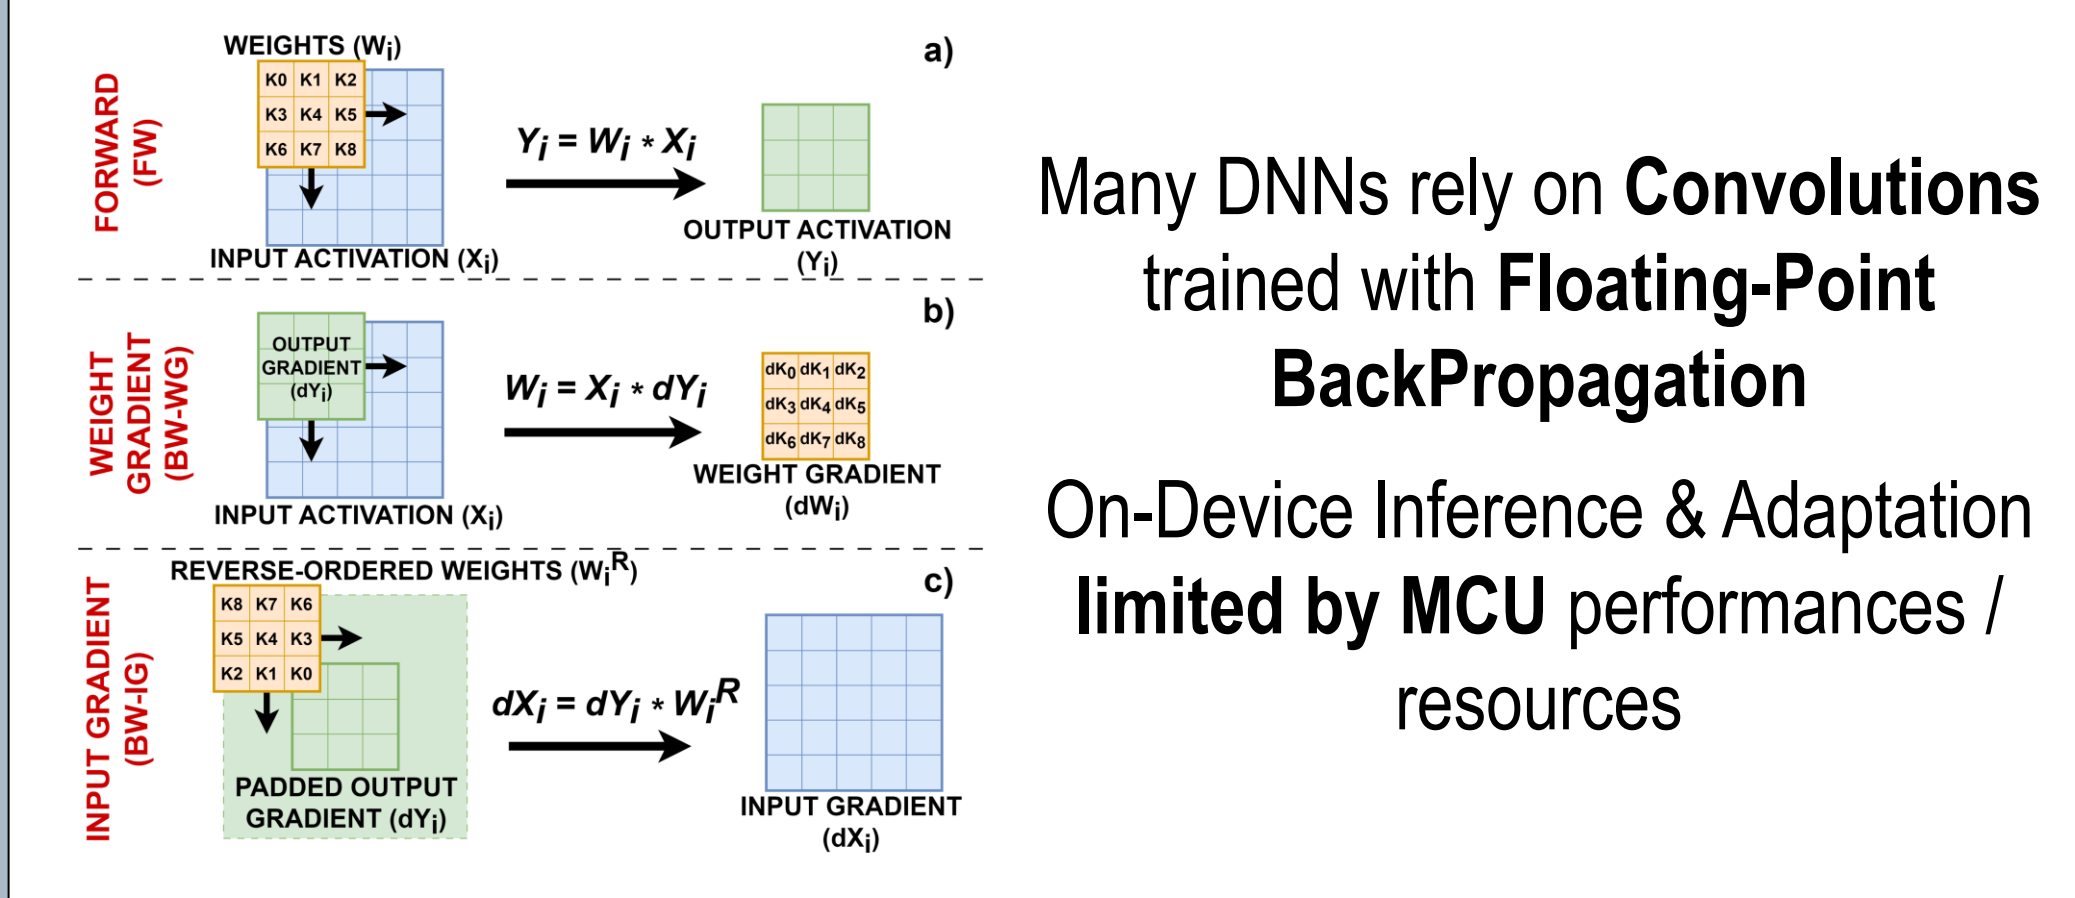 WEIGHTS (Wi)
a)
FORWARD
(FW)
K0 K1 K2
K3 K4 K5
K6 K7 K8
Yi = Wi * Xi
INPUT ACTIVATION (Xi)
OUTPUT ACTIVATION
(Yi)
b)
WEIGHT
GRADIENT
(BW-WG)
OUTPUT
GRADIENT
(dYi)
Wi = Xi * dYi
dK0 dK1 dK2
dK3 dK4 dK5
dK6 dK7 dK8
INPUT ACTIVATION (Xi)
WEIGHT GRADIENT
(dWi)
REVERSE-ORDERED WEIGHTS (WiR)
c)
INPUT GRADIENT
(BW-IG)
K8 K7 K6
K5 K4 K3
K2 K1 K0
dXi = dYi * WiR
PADDED OUTPUT
GRADIENT (dYi)
INPUT GRADIENT
(dXi)
Many DNNs rely on Convolutions
trained with Floating-Point
BackPropagation
On-Device Inference & Adaptation
limited by MCU performances /
resources